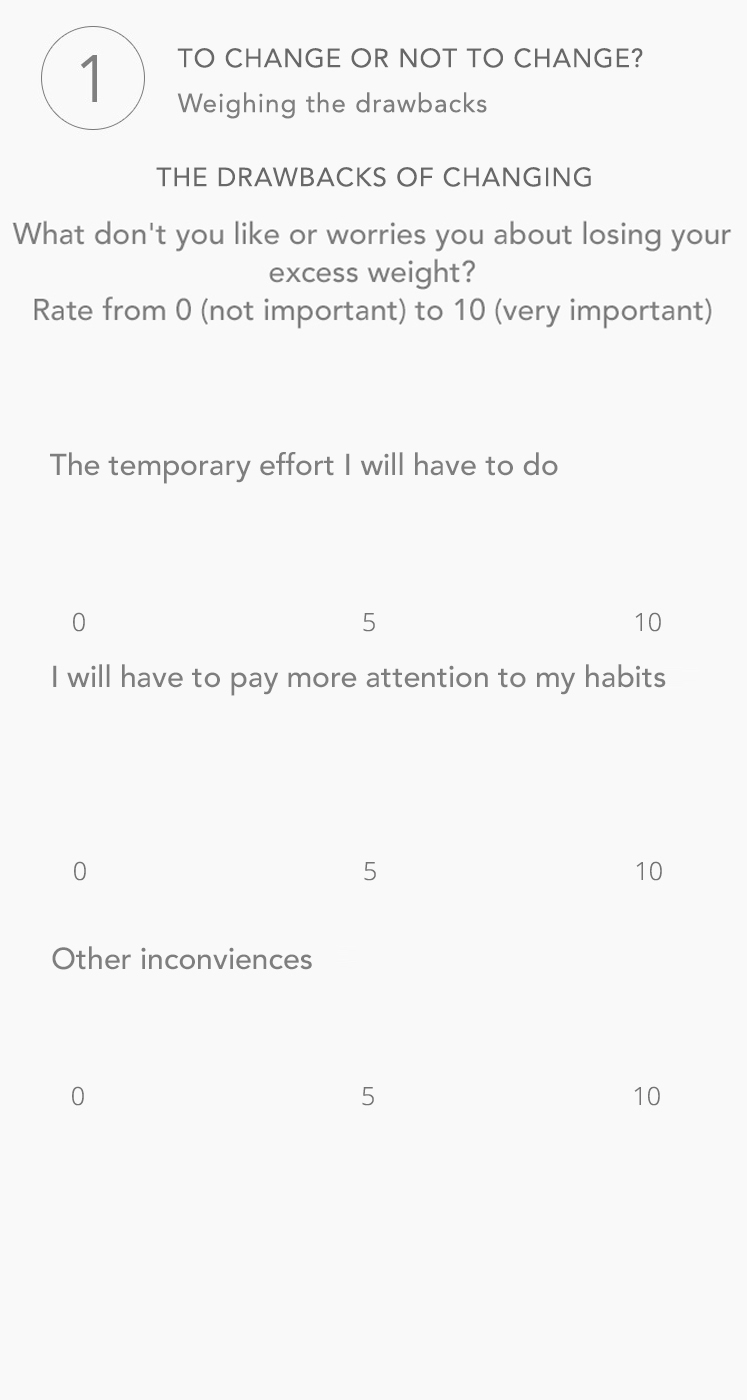 1
TO CHANGE OR NOT TO CHANGE?
Weighing the drawbacks
THE DRAWBACKS OF CHANGING
What don't you like or worries you about losing your
excess weight?
Rate from 0 (not important) to 10 (very important)
The temporary effort I will have to do
0 5 10
I will have to pay more attention to my habits
0 5 10
Other inconviences
0 5 10